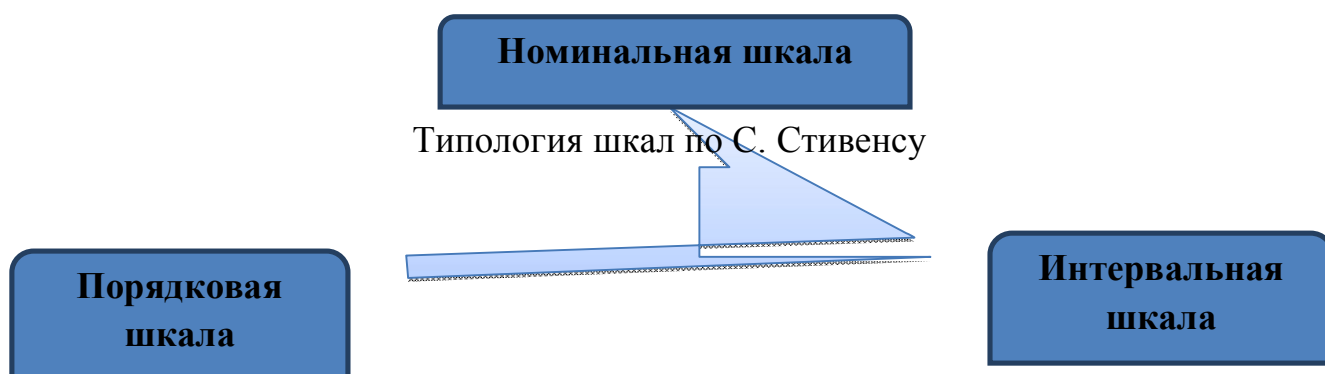 Номинальная шкала
Типология шкал по С. Стивенсу
Порядковая
шкала
Интервальная
шкала